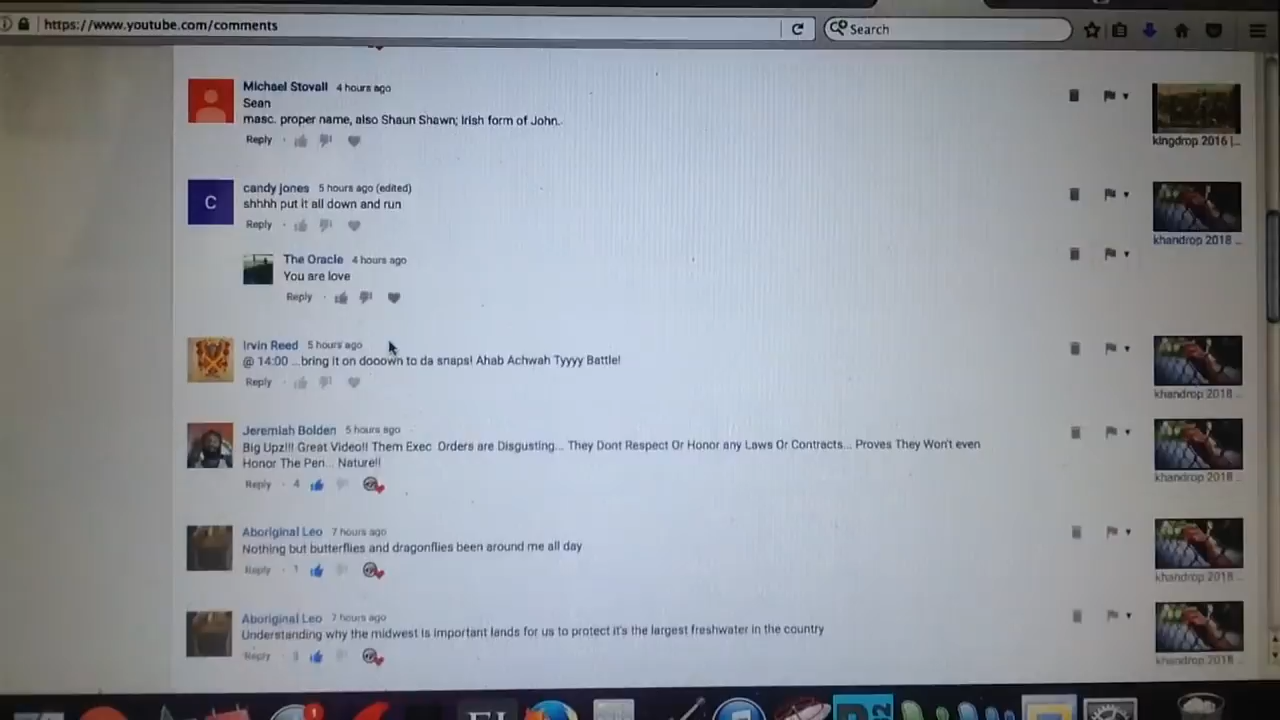 https://www.youtube.com/comments
Search
Michael Stovall 4 hours ago
Sean
masc. proper name, also Shaun Shawn; Irish form of John.
Reply
kingdrop 2016 |...
C
candy jones 5 hours ago (edited)
shhhh put it all down and run
Reply
khandrop 2018 ...
The Oracle 4 hours ago
You are love
Reply
Irvin Reed 5 hours ago
@ 14:00 ...bring it on dooown to da snaps! Ahab Achwah Tyyyy Battle!
Reply
khandrop 2018 ...
Jeremiah Bolden 5 hours ago
Big Upz!!! Great Video!! Them Exec Orders are Disgusting... They Dont Respect Or Honor any Laws Or Contracts... Proves They Won't even
Honor The Pen... Nature!!
Reply 4
khandrop 2018 ...
Aboriginal Leo 7 hours ago
Nothing but butterflies and dragonflies been around me all day
Reply 1
khandrop 2018 ...
Aboriginal Leo 7 hours ago
Understanding why the midwest is important lands for us to protect it's the largest freshwater in the country
Reply 3
khandrop 2018 ...
1